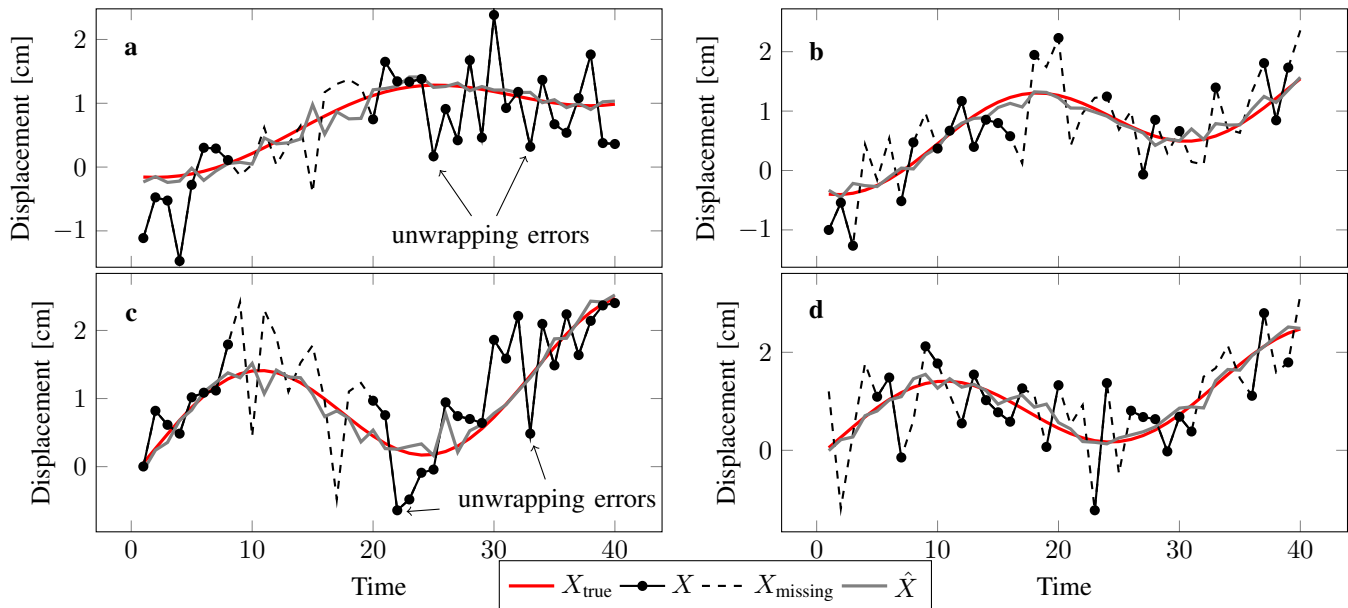 a
b
Displacement [cm]
2
1
0
−1
unwrapping errors
Displacement [cm]
2
1
0
−1
c
d
Displacement [cm]
2
1
0
unwrapping errors
0
10
20
30
40
Time
Displacement [cm]
2
0
0
10
20
30
40
Time
X_true X X_missing X̂